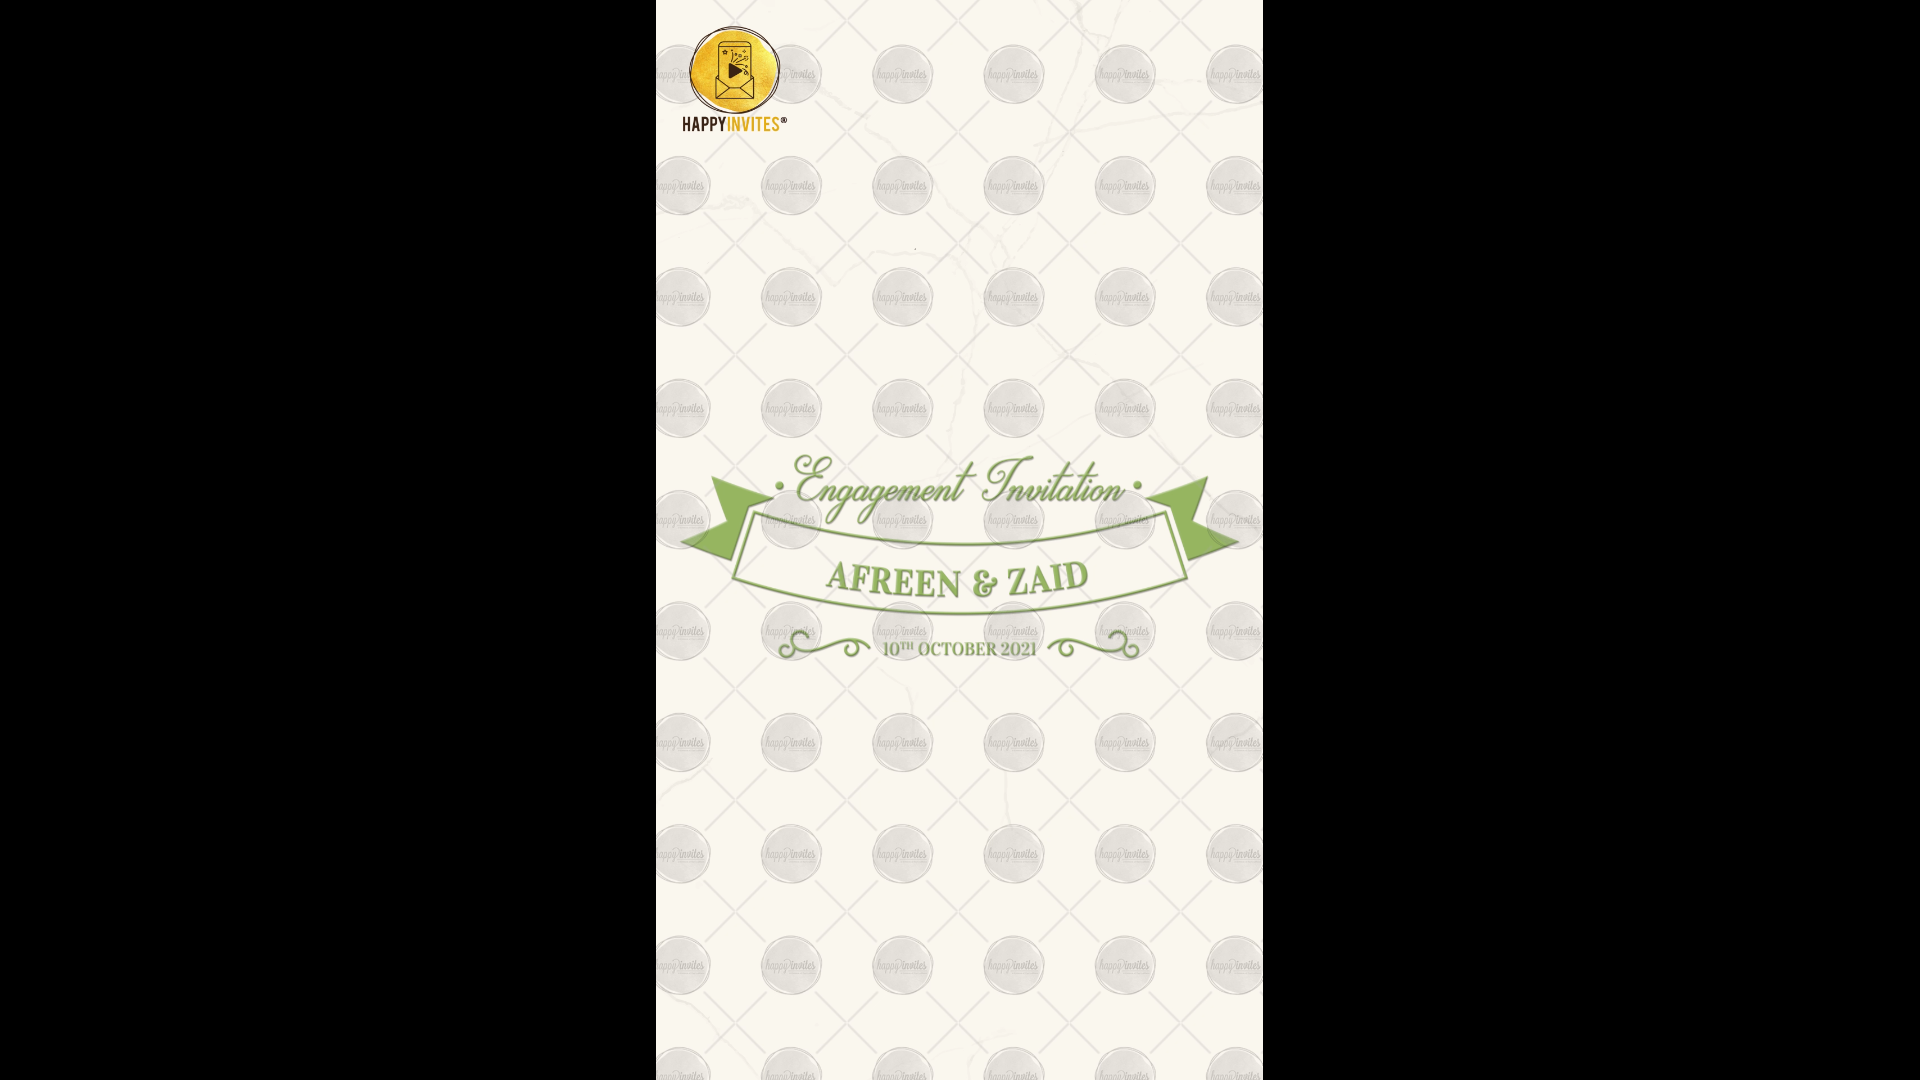 HAPPYINVITES®
Engagement Invitation
AFREEN & ZAID
10TH OCTOBER 2021